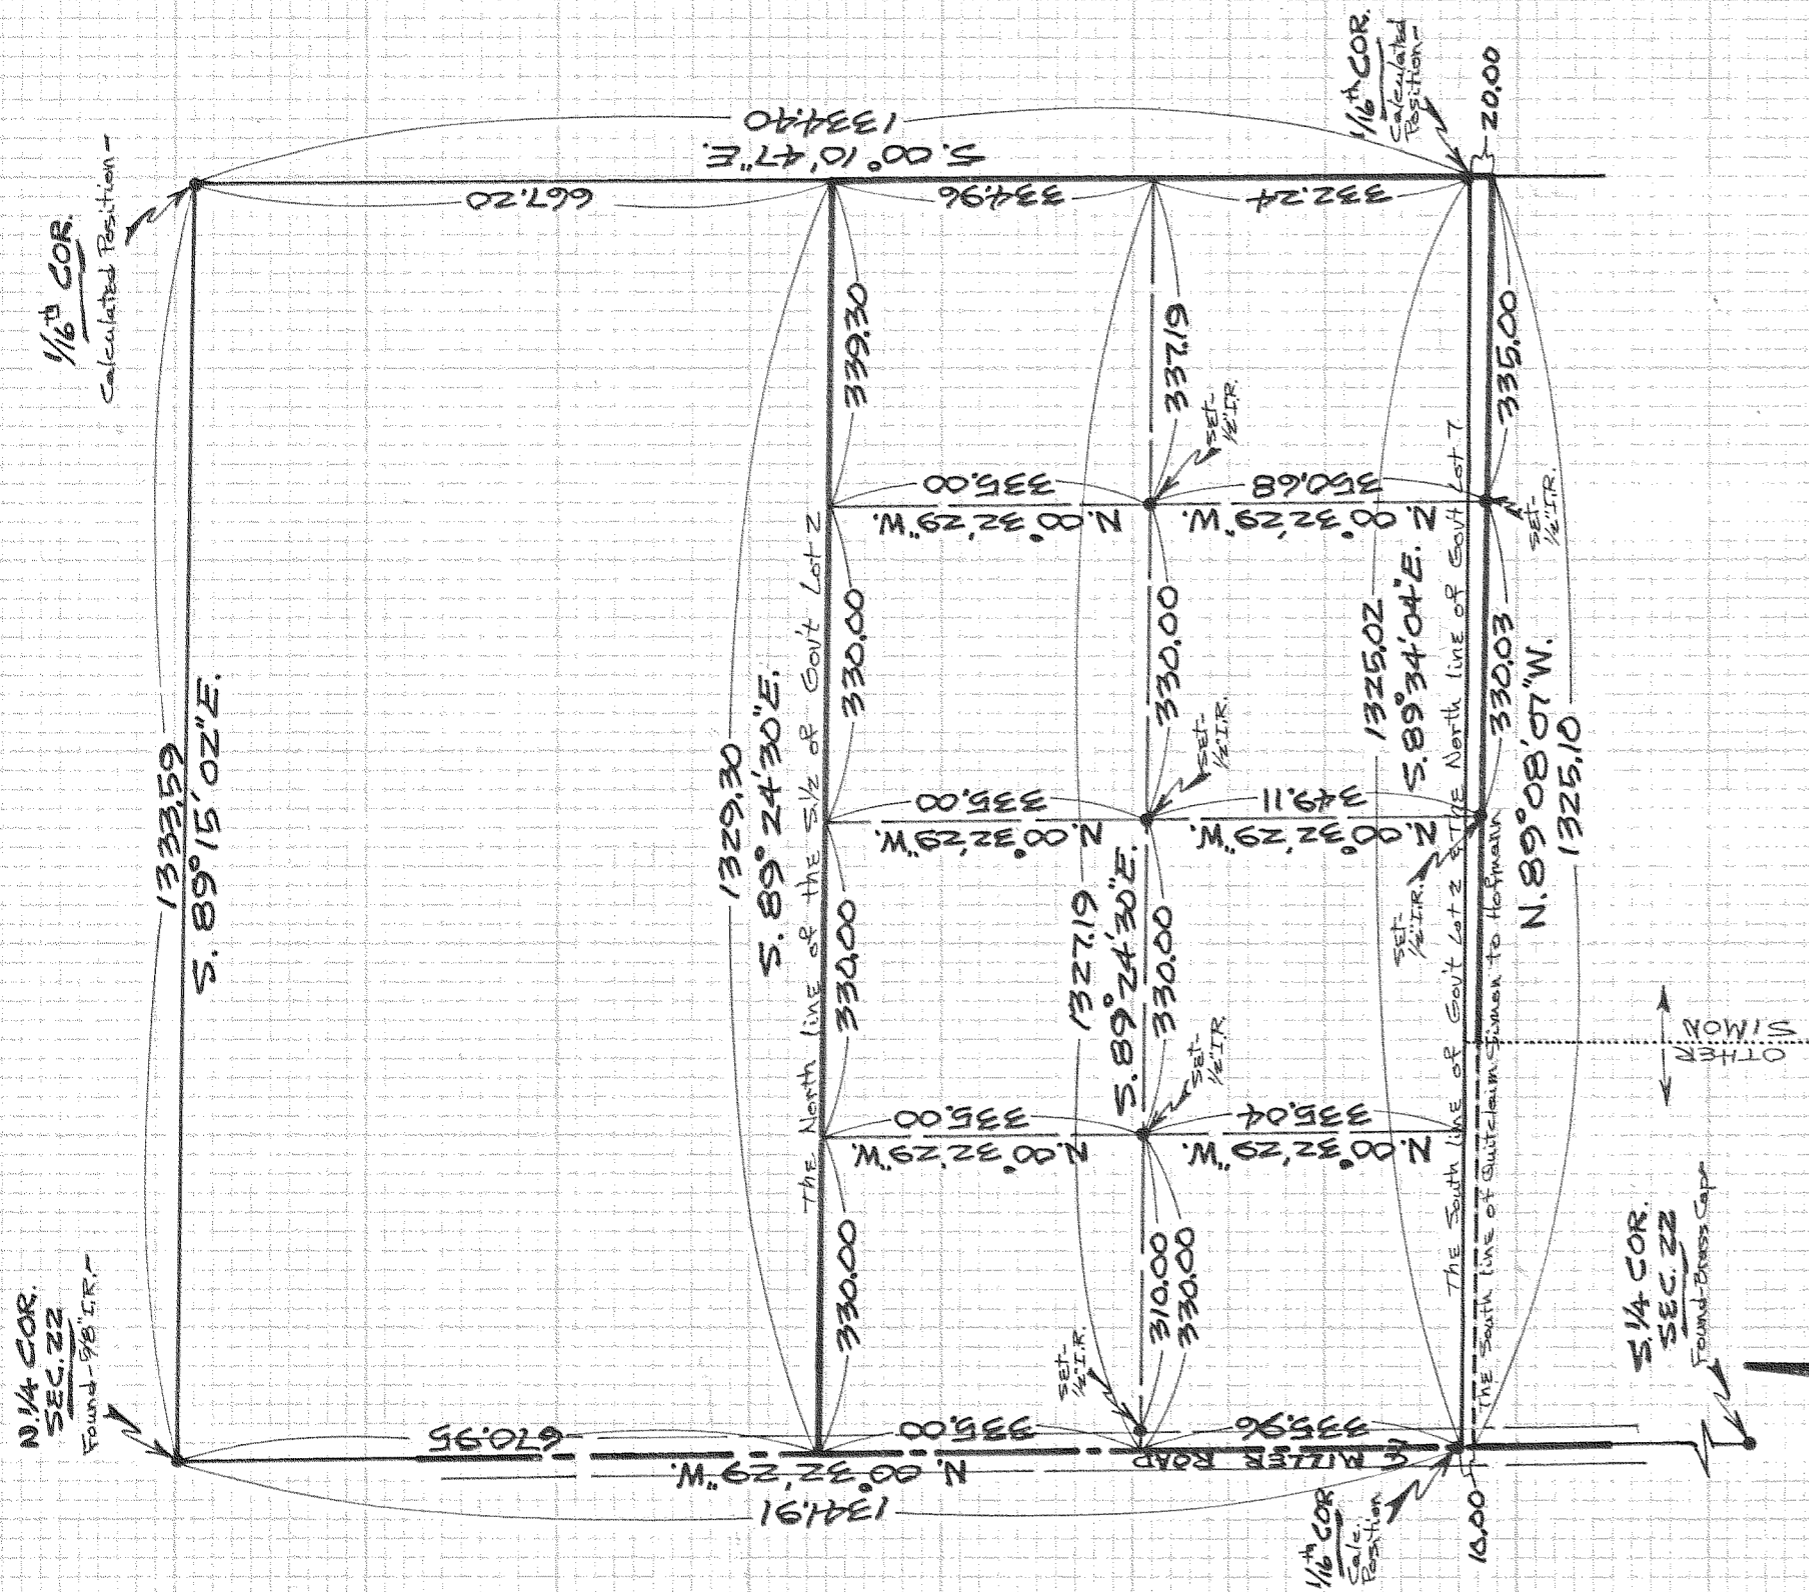 1/16th COR.
Calculated Position-
N. 1/4 COR.
SEC. 22
Found-5/8" I.R.-
1333.59
S. 89° 15' 02" E.
1334.40
S. 00° 10' 47" E.
667.20
334.96
332.24
1/16th COR.
Calculated
Position-
20.00
670.95
335.00
335.96
N. 00° 32' 29" W.
1341.91
℄ MILLER ROAD
1329.30
S. 89° 24' 30" E.
The North line of the S.1/2 of Gov't Lot 2
330.00
330.00
330.00
339.30
335.00
N. 00° 32' 29" W.
335.00
N. 00° 32' 29" W.
335.00
N. 00° 32' 29" W.
1327.19
S. 89° 24' 30" E.
310.00
330.00
330.00
330.00
337.19
SET-
1/2" I.R.
SET-
1/2" I.R.
SET-
1/2" I.R.
SET-
1/2" I.R.
335.04
N. 00° 32' 29" W.
349.11
N. 00° 32' 29" W.
350.68
N. 00° 32' 29" W.
1325.02
S. 89° 34' 04" E.
The South line of Gov't Lot 2 & The North line of Gov't Lot 7
The South line of Quitclaim Simon to Hofmann
SET-
1/2" I.R.
SET-
1/2" I.R.
330.03
335.00
N. 89° 08' 07" W.
1325.10
OTHER
SIMON
1/16th COR
Calc.
Position
10.00
S. 1/4 COR.
SEC. 22
Found-Brass Cap-